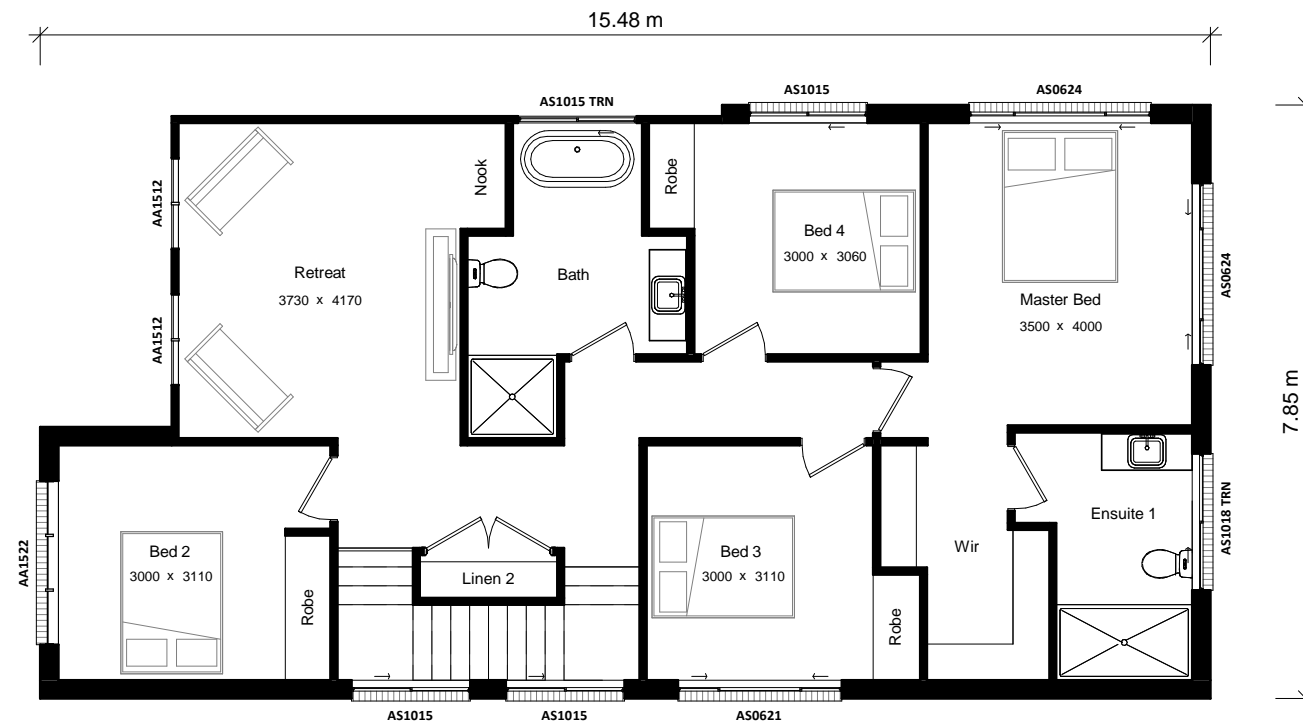 15.48 m
AS1015 TRN
AS1015
AS0624
AA1512
Nook
Robe
Bed 4
3000 x 3060
Retreat
3730 x 4170
Bath
Master Bed
3500 x 4000
AS0624
AA1512
7.85 m
AA1522
Bed 2
3000 x 3110
Robe
Linen 2
Bed 3
3000 x 3110
Robe
Wir
Ensuite 1
AS1018 TRN
AS1015
AS1015
AS0621